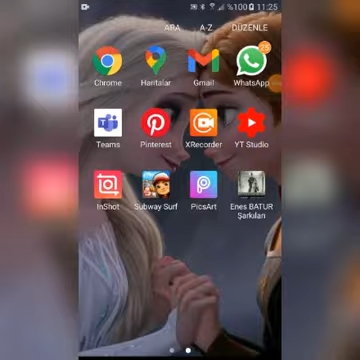 %100 11:25
ARA A-Z DÜZENLE
Chrome Haritalar Gmail WhatsApp
Teams Pinterest XRecorder YT Studio
InShot Subway Surf PicsArt Enes BATUR
Şarkıları